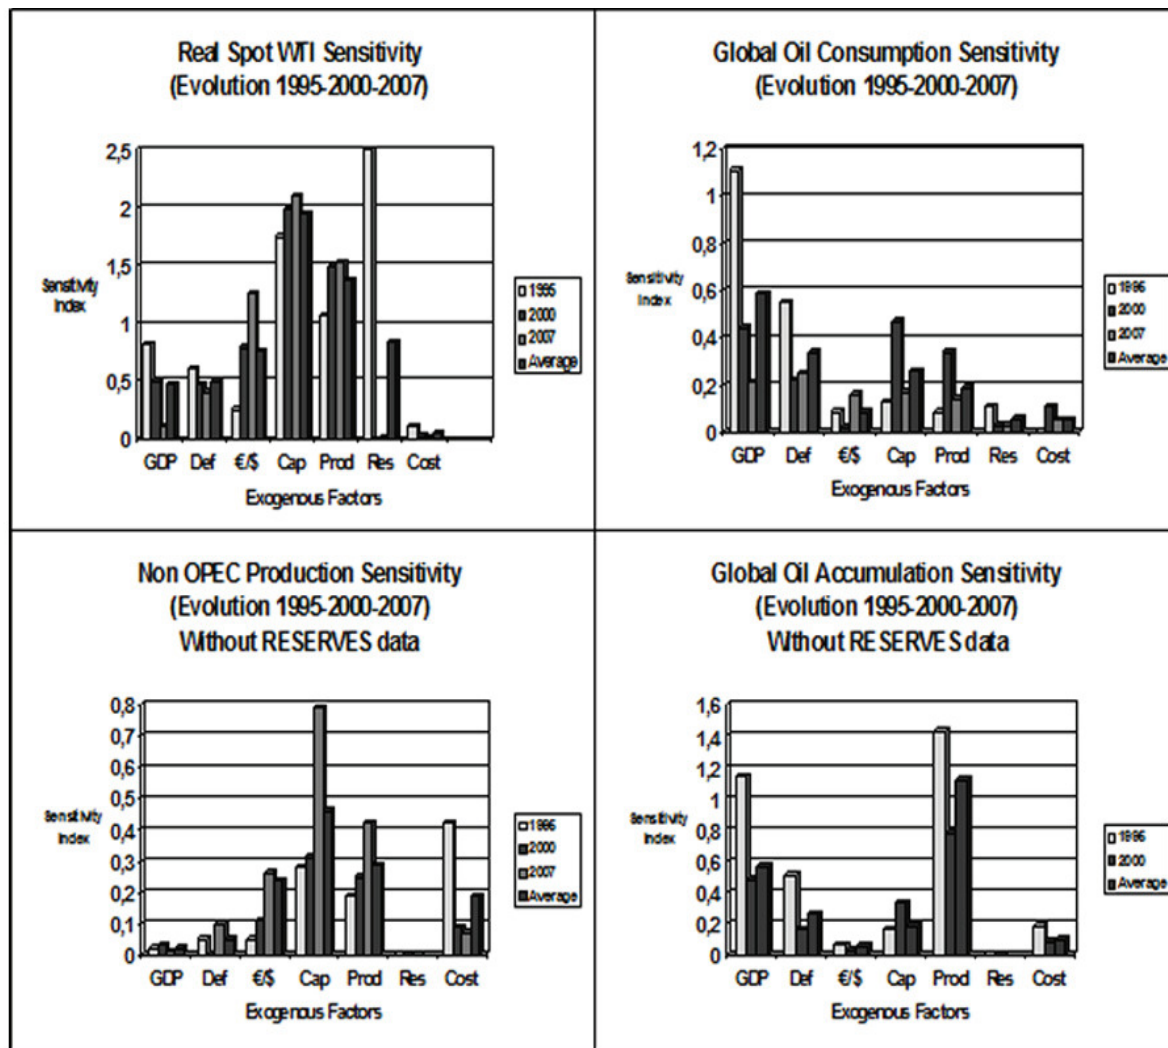 Real Spot WTI Sensitivity
(Evolution 1995-2000-2007)
2,5
2
1,5
1
0,5
0
Sensitivity
Index
GDP Def €/$ Cap Prod Res Cost
Exogenous Factors
1995
2000
2007
Average
Global Oil Consumption Sensitivity
(Evolution 1995-2000-2007)
1,2
1
0,8
0,6
0,4
0,2
0
Sensitivity
Index
GDP Def €/$ Cap Prod Res Cost
Exogenous Factors
1995
2000
2007
Average
Non OPEC Production Sensitivity
(Evolution 1995-2000-2007)
Without RESERVES data
0,8
0,7
0,6
0,5
0,4
0,3
0,2
0,1
0
Sensitivity
Index
GDP Def €/$ Cap Prod Res Cost
Exogenous Factors
1995
2000
2007
Average
Global Oil Accumulation Sensitivity
(Evolution 1995-2000-2007)
Without RESERVES data
1,6
1,4
1,2
1
0,8
0,6
0,4
0,2
0
Sensitivity
Index
GDP Def €/$ Cap Prod Res Cost
Exogenous Factors
1995
2000
Average